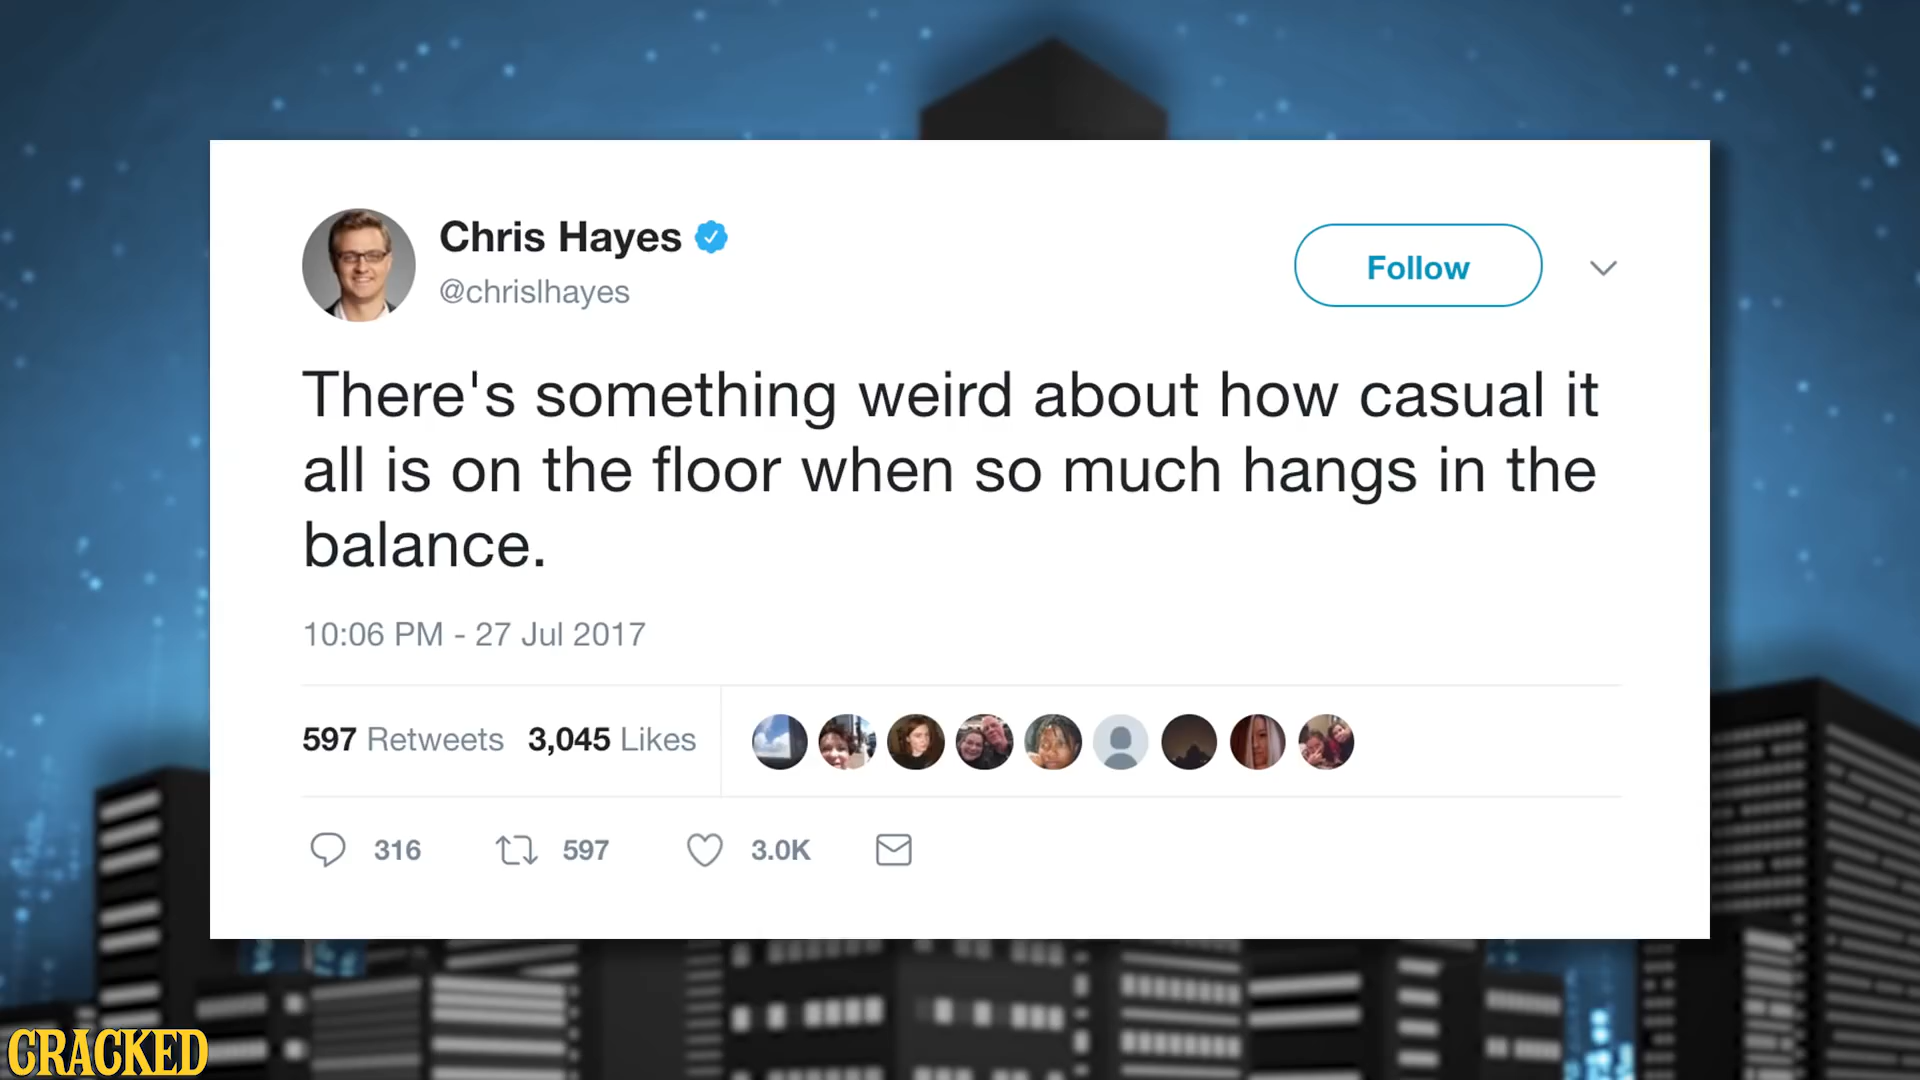 Chris Hayes
@chrislhayes
Follow
There's something weird about how casual it
all is on the floor when so much hangs in the
balance.
10:06 PM - 27 Jul 2017
597 Retweets 3,045 Likes
316 597 3.0K
CRACKED